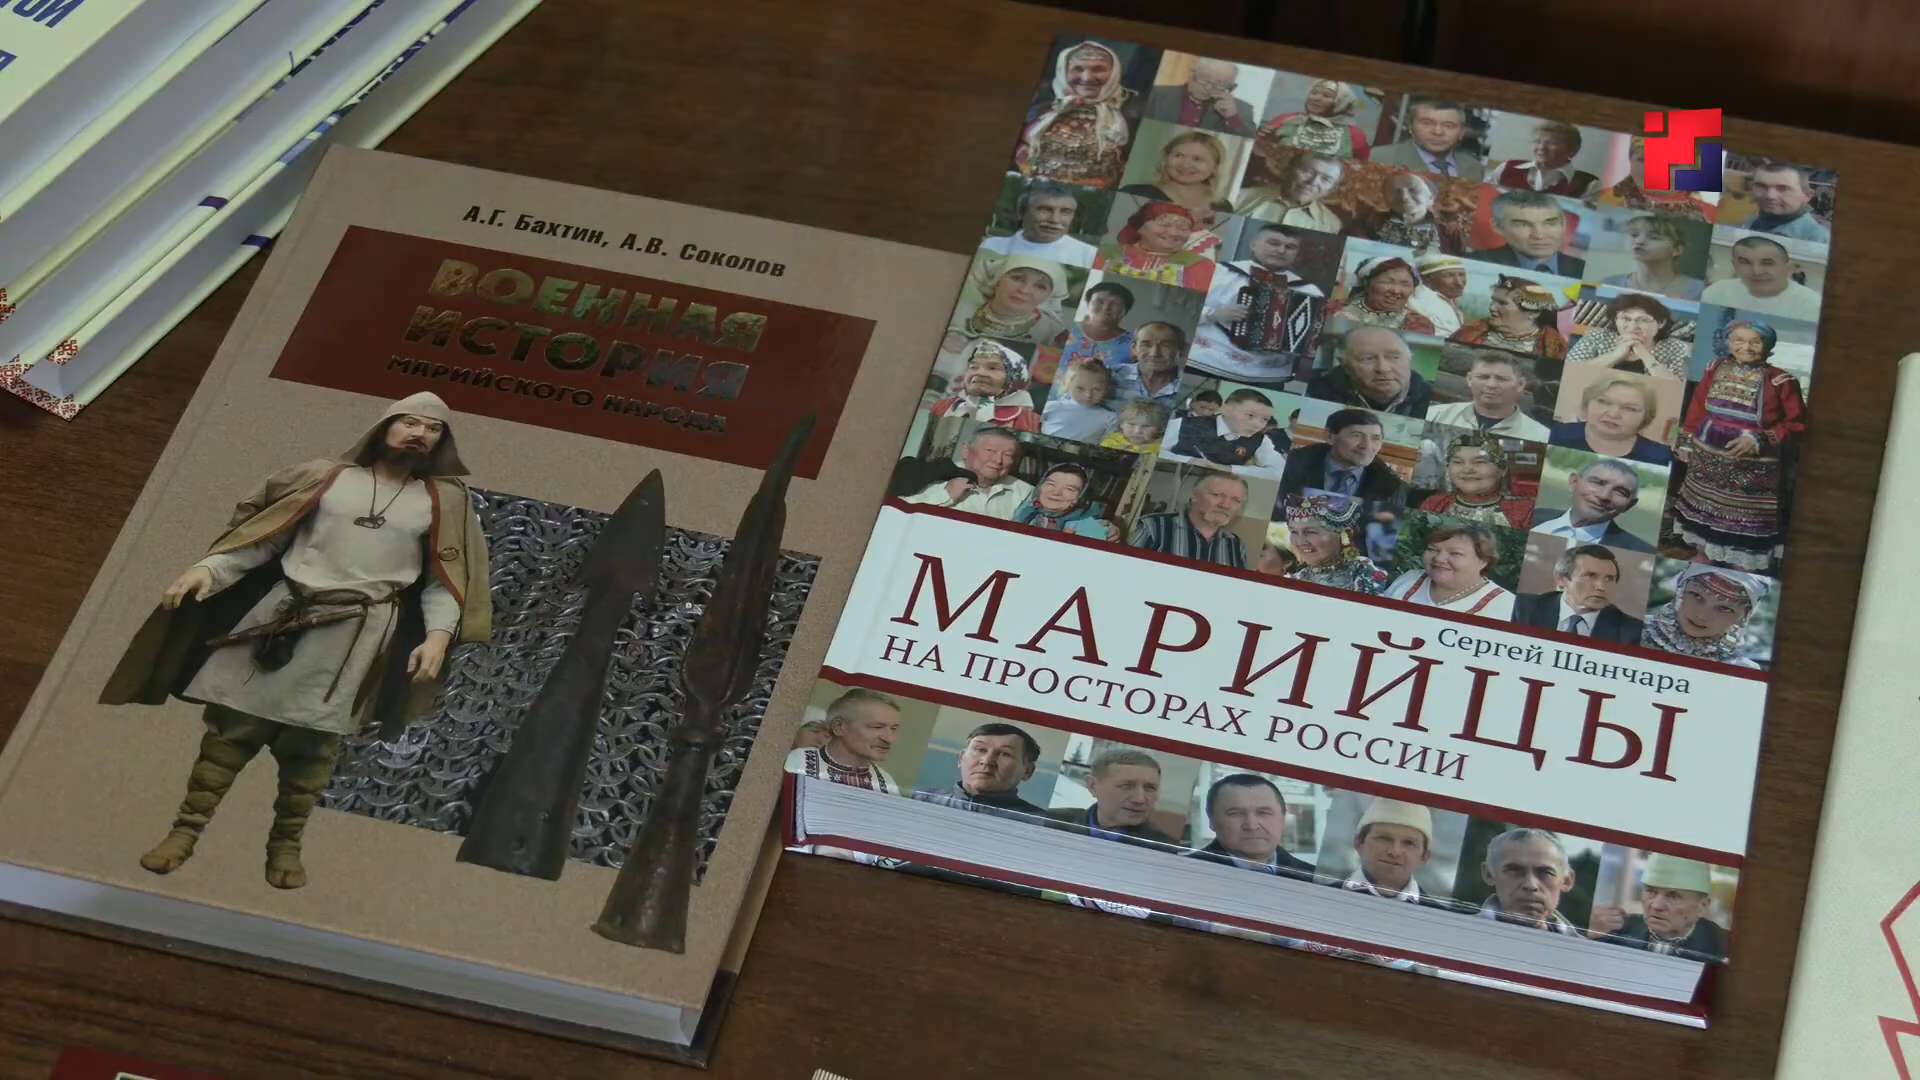 А.Г. Бахтин, А.В. Соколов
ВОЕННАЯ
ИСТОРИЯ
МАРИЙСКОГО НАРОДА
Сергей Шанчара
МАРИЙЦЫ
НА ПРОСТОРАХ РОССИИ